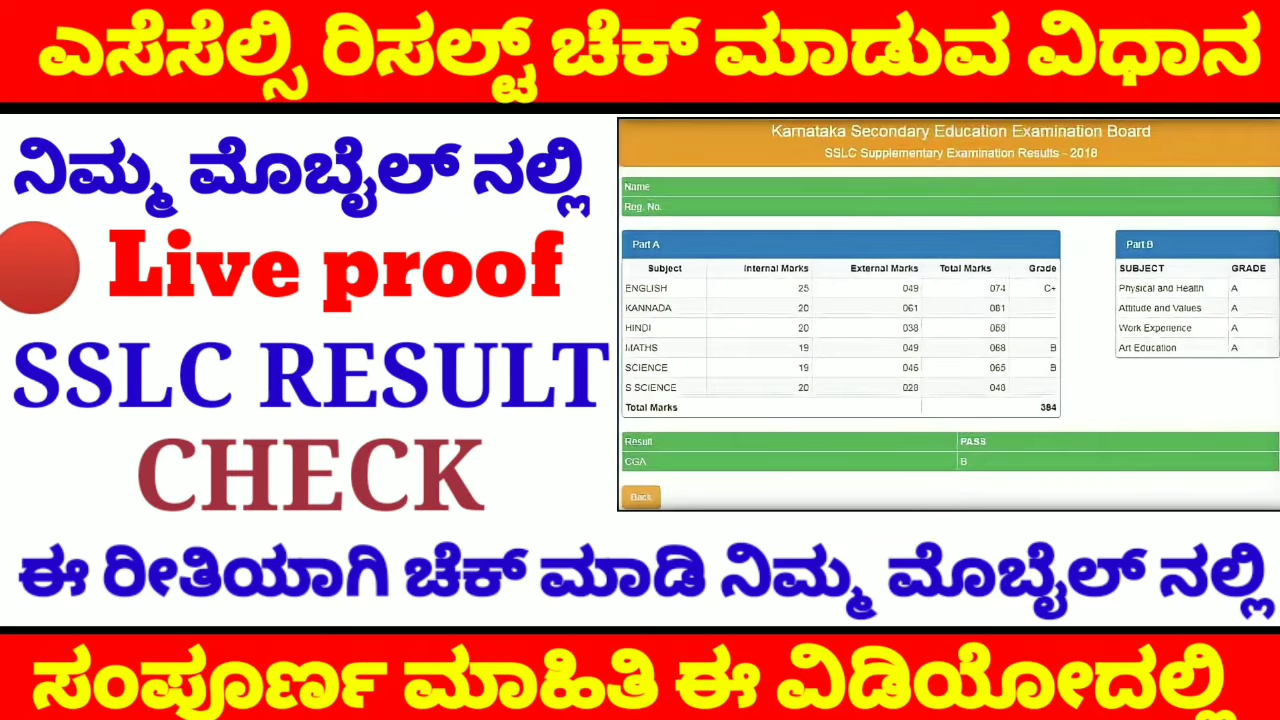 ಎಸೆಸೆಲ್ಸಿ ರಿಸಲ್ಟ್ ಚೆಕ್ ಮಾಡುವ ವಿಧಾನ
ನಿಮ್ಮ ಮೊಬೈಲ್ ನಲ್ಲಿ
Live proof
SSLC RESULT
CHECK
Karnataka Secondary Education Examination Board
SSLC Supplementary Examination Results - 2018
Name
Reg. No.
Part A
Subject Internal Marks External Marks Total Marks Grade
ENGLISH 25 049 074 C+
KANNADA 20 061 081
HINDI 20 038 058
MATHS 19 049 068 B
SCIENCE 19 046 065 B
S SCIENCE 20 028 048
Total Marks 384
Part B
SUBJECT GRADE
Physical and Health A
Attitude and Values A
Work Experience A
Art Education A
Result PASS
CGA B
Back
ಈ ರೀತಿಯಾಗಿ ಚೆಕ್ ಮಾಡಿ ನಿಮ್ಮ ಮೊಬೈಲ್ ನಲ್ಲಿ
ಸಂಪೂರ್ಣ ಮಾಹಿತಿ ಈ ವಿಡಿಯೋದಲ್ಲಿ